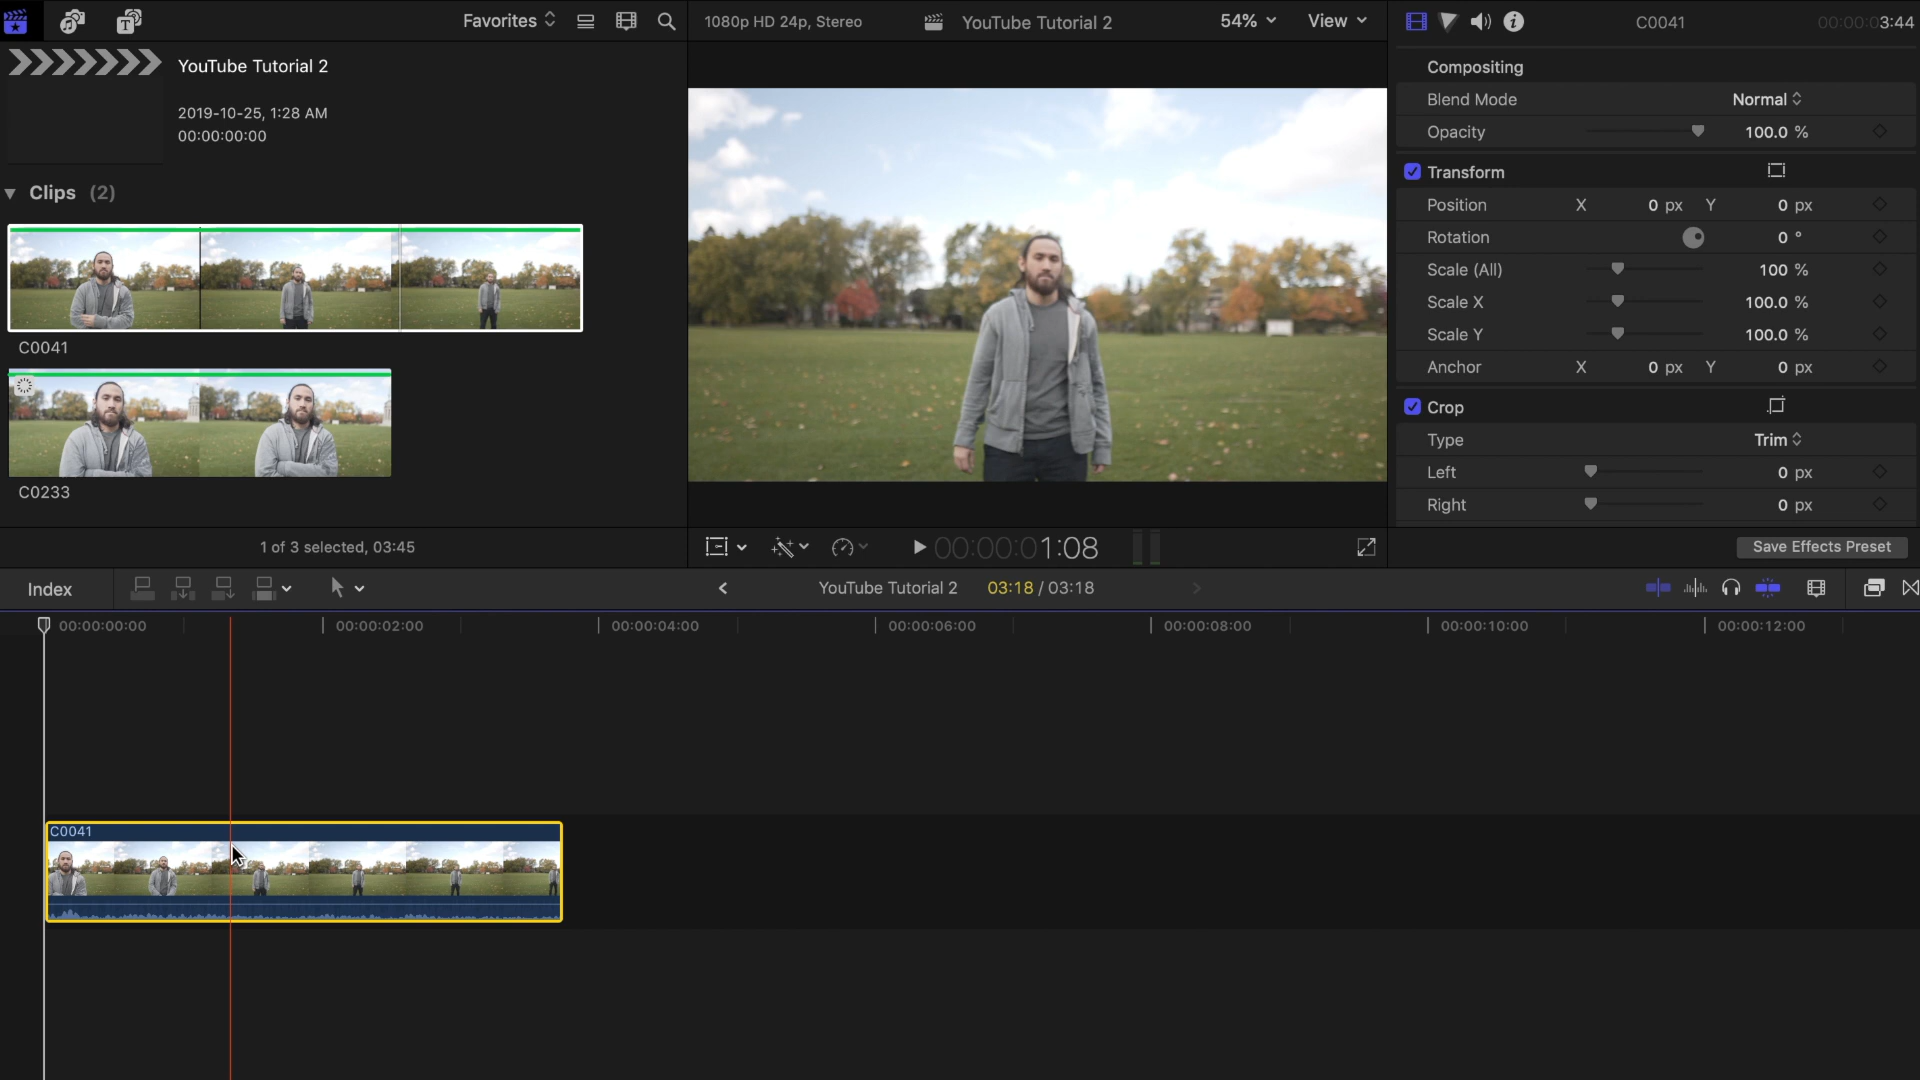 Favorites
1080p HD 24p, Stereo
YouTube Tutorial 2
54%
View
C0041
00:00:03:44
YouTube Tutorial 2
2019-10-25, 1:28 AM
00:00:00:00
Clips (2)
C0041
C0233
1 of 3 selected, 03:45
00:00:01:08
Compositing
Blend Mode Normal
Opacity 100.0 %
Transform
Position X 0 px Y 0 px
Rotation 0 °
Scale (All) 100 %
Scale X 100.0 %
Scale Y 100.0 %
Anchor X 0 px Y 0 px
Crop
Type Trim
Left 0 px
Right 0 px
Save Effects Preset
Index
YouTube Tutorial 2
03:18 / 03:18
00:00:00:00
00:00:02:00
00:00:04:00
00:00:06:00
00:00:08:00
00:00:10:00
00:00:12:00
C0041